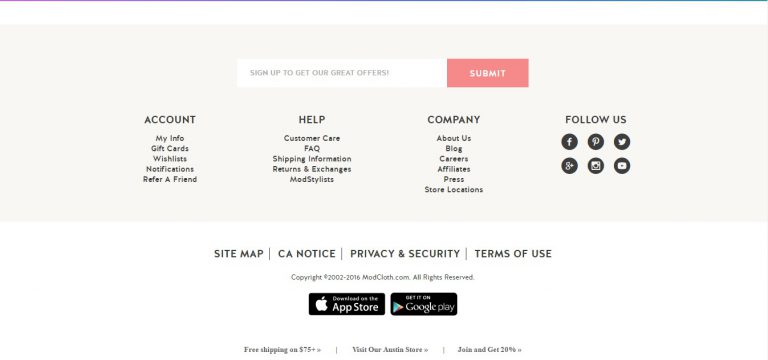 SIGN UP TO GET OUR GREAT OFFERS!
SUBMIT
ACCOUNT
My Info
Gift Cards
Wishlists
Notifications
Refer A Friend
HELP
Customer Care
FAQ
Shipping Information
Returns & Exchanges
ModStylists
COMPANY
About Us
Blog
Careers
Affiliates
Press
Store Locations
FOLLOW US
SITE MAP | CA NOTICE | PRIVACY & SECURITY | TERMS OF USE
Copyright ©2002-2016 ModCloth.com. All Rights Reserved.
Download on the
App Store
GET IT ON
Google play
Free shipping on $75+ » | Visit Our Austin Store » | Join and Get 20% »